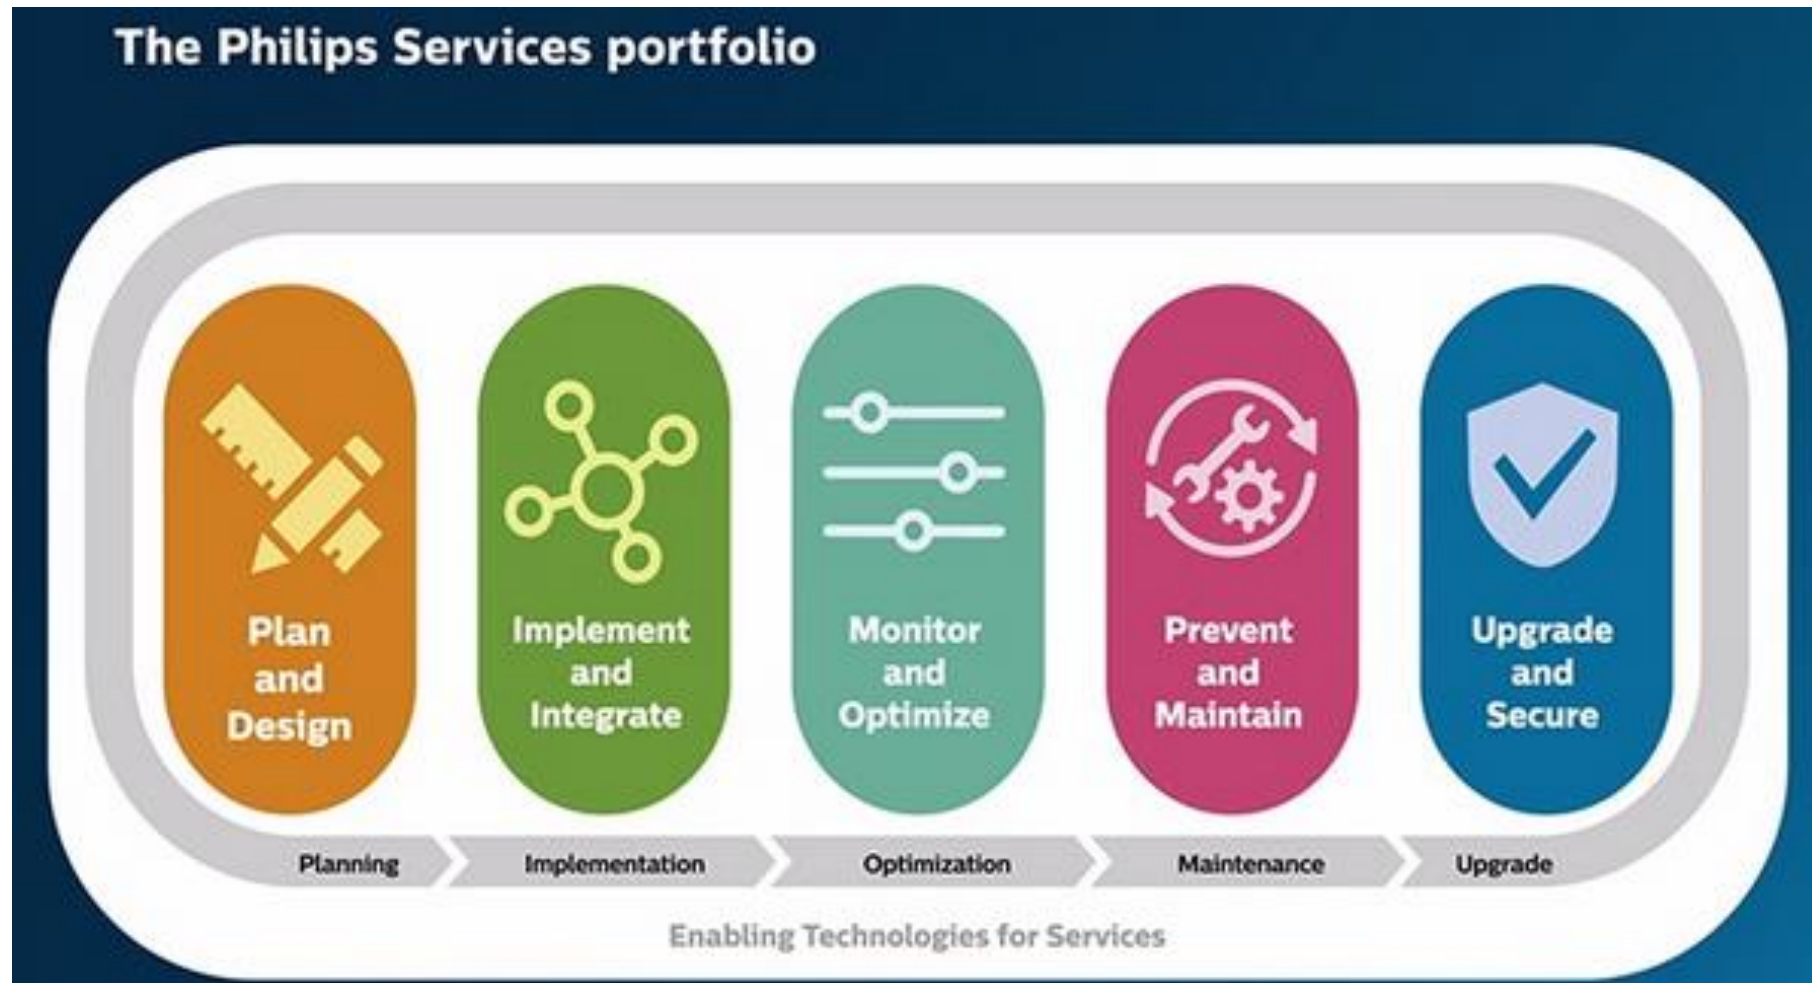 The Philips Services portfolio
Plan
and
Design
Implement
and
Integrate
Monitor
and
Optimize
Prevent
and
Maintain
Upgrade
and
Secure
Planning
Implementation
Optimization
Maintenance
Upgrade
Enabling Technologies for Services